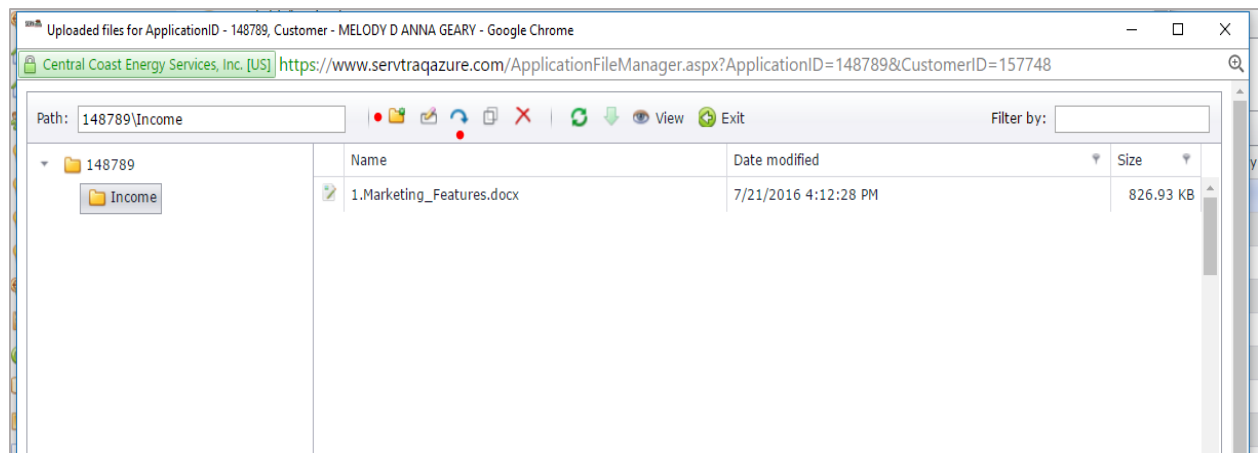 Uploaded files for ApplicationID - 148789, Customer - MELODY D ANNA GEARY - Google Chrome
Central Coast Energy Services, Inc. [US] https://www.servtraqazure.com/ApplicationFileManager.aspx?ApplicationID=148789&CustomerID=157748
Path: 148789\Income View Exit Filter by:
148789 Name Date modified Size
Income 1.Marketing_Features.docx 7/21/2016 4:12:28 PM 826.93 KB